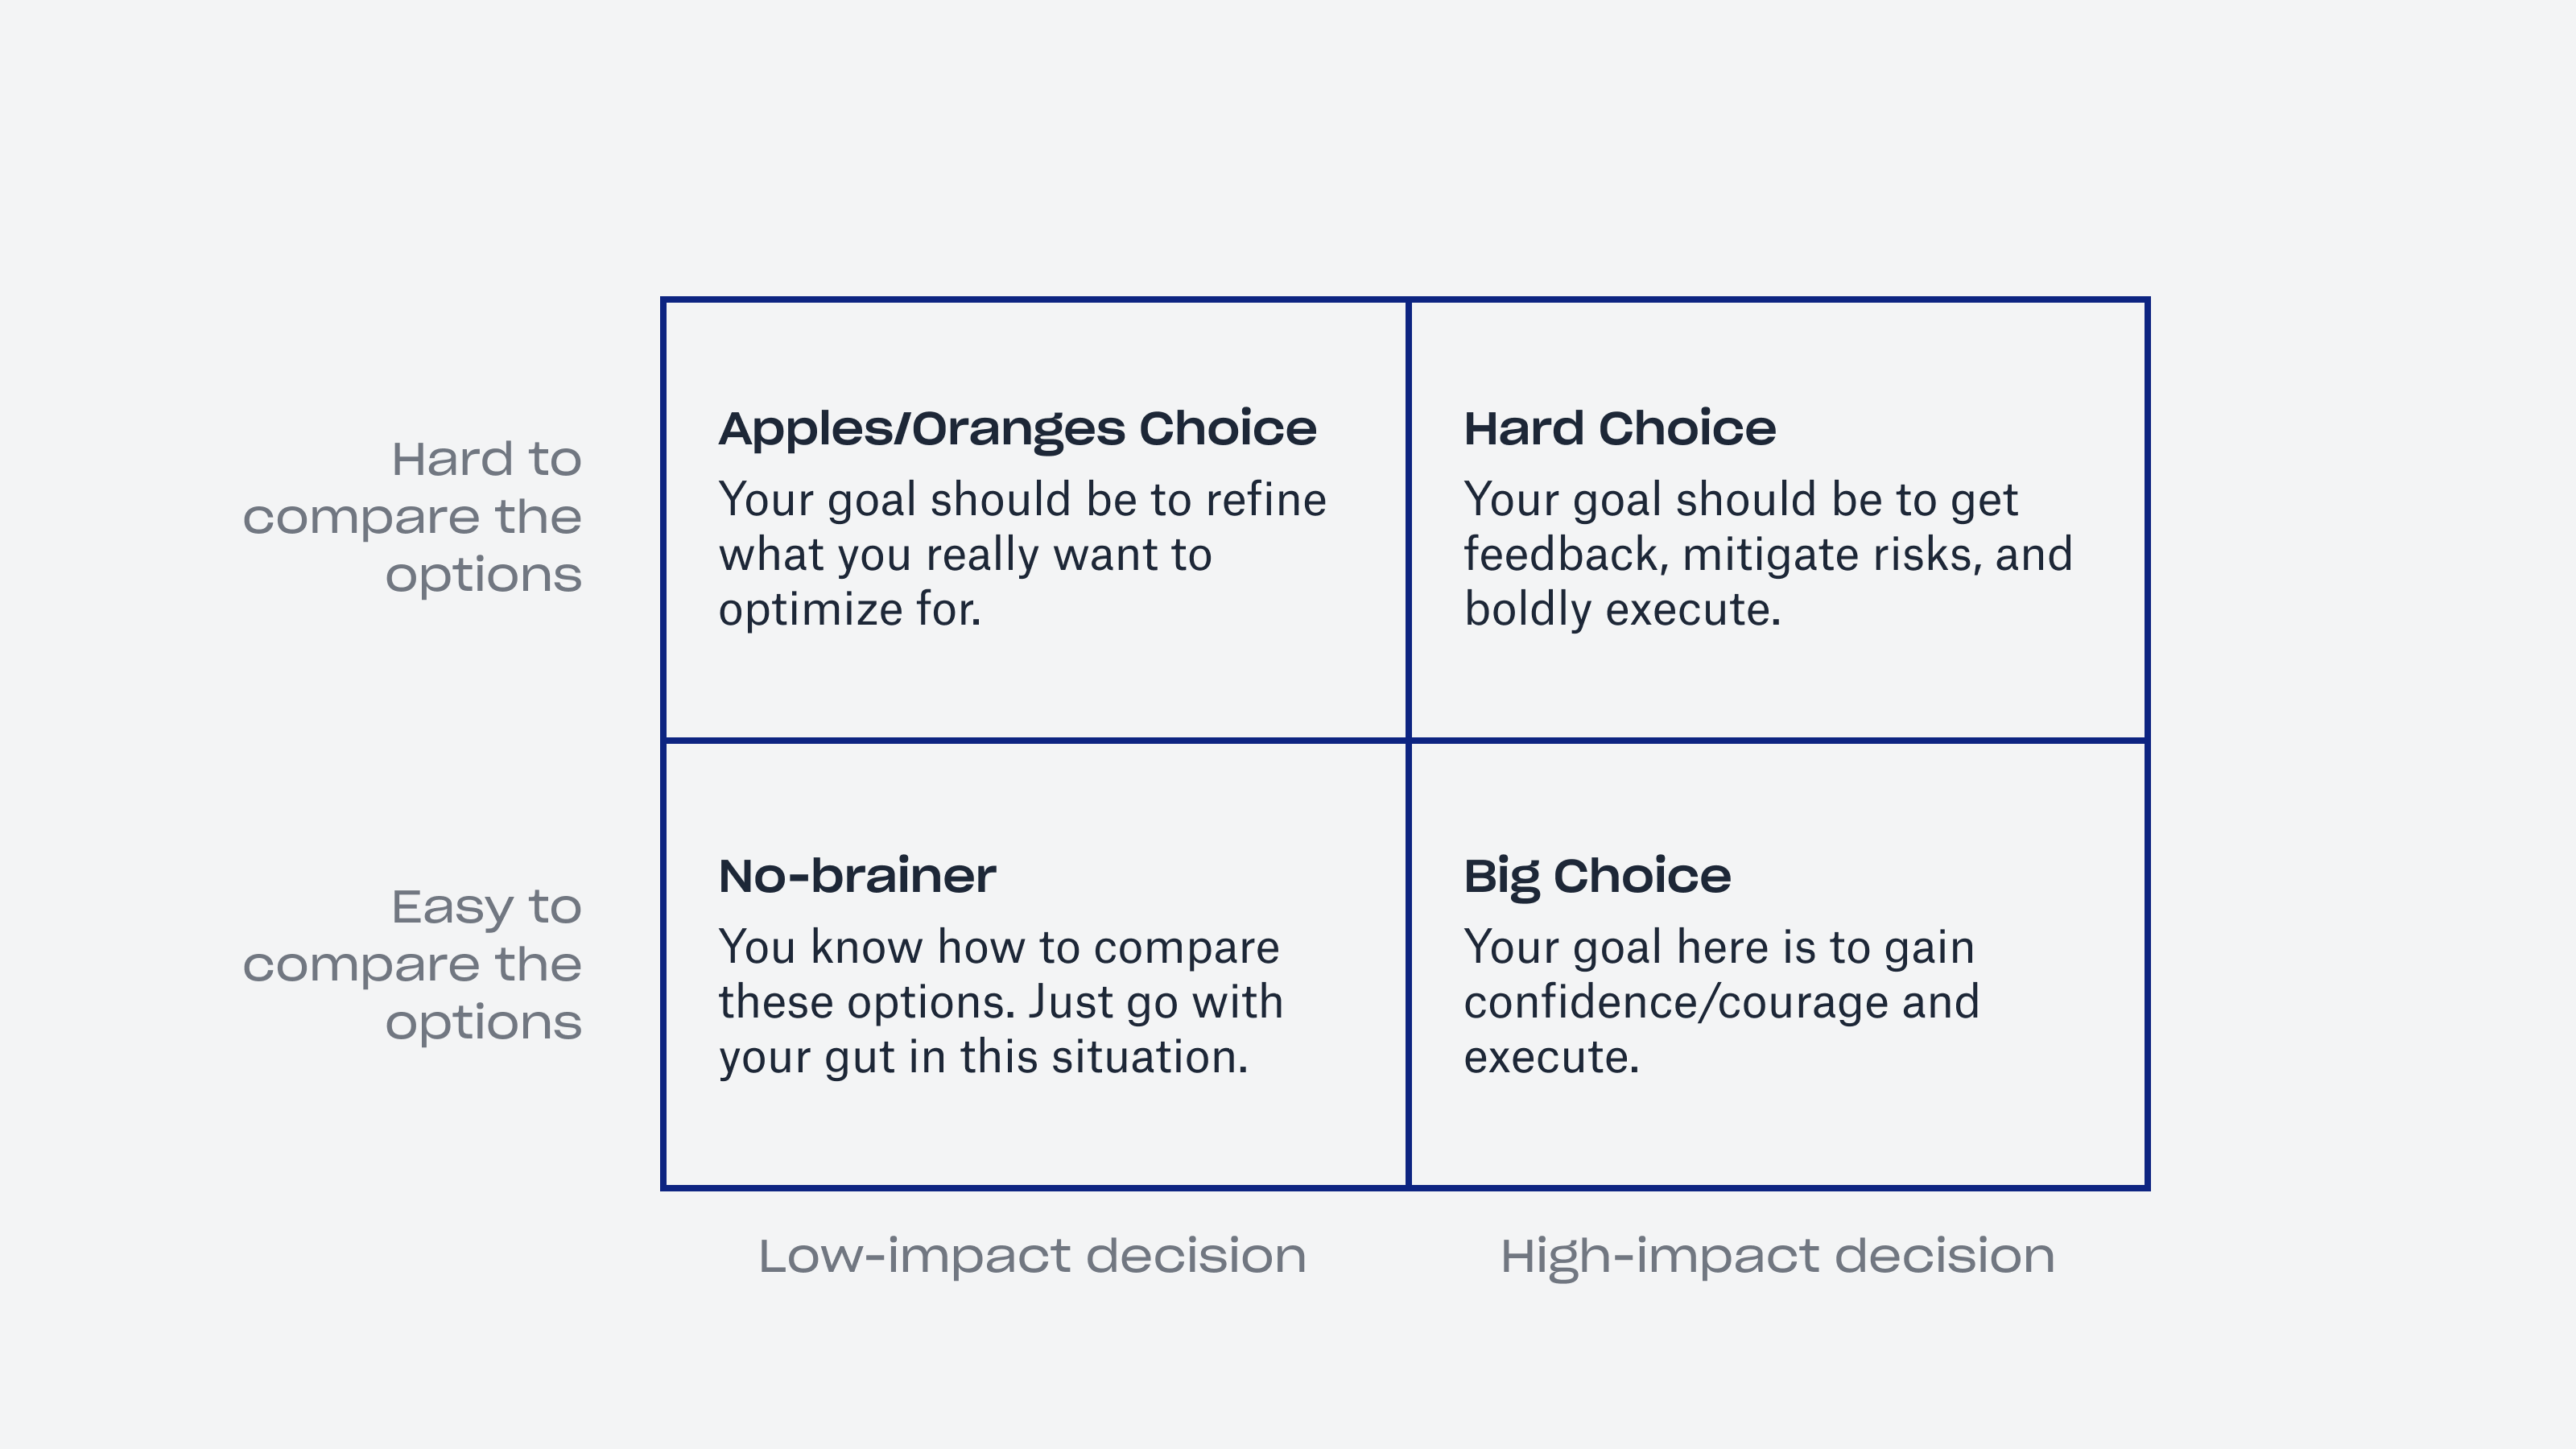 Hard to
compare the
options
Apples/Oranges Choice
Your goal should be to refine
what you really want to
optimize for.
Hard Choice
Your goal should be to get
feedback, mitigate risks, and
boldly execute.
Easy to
compare the
options
No-brainer
You know how to compare
these options. Just go with
your gut in this situation.
Big Choice
Your goal here is to gain
confidence/courage and
execute.
Low-impact decision
High-impact decision